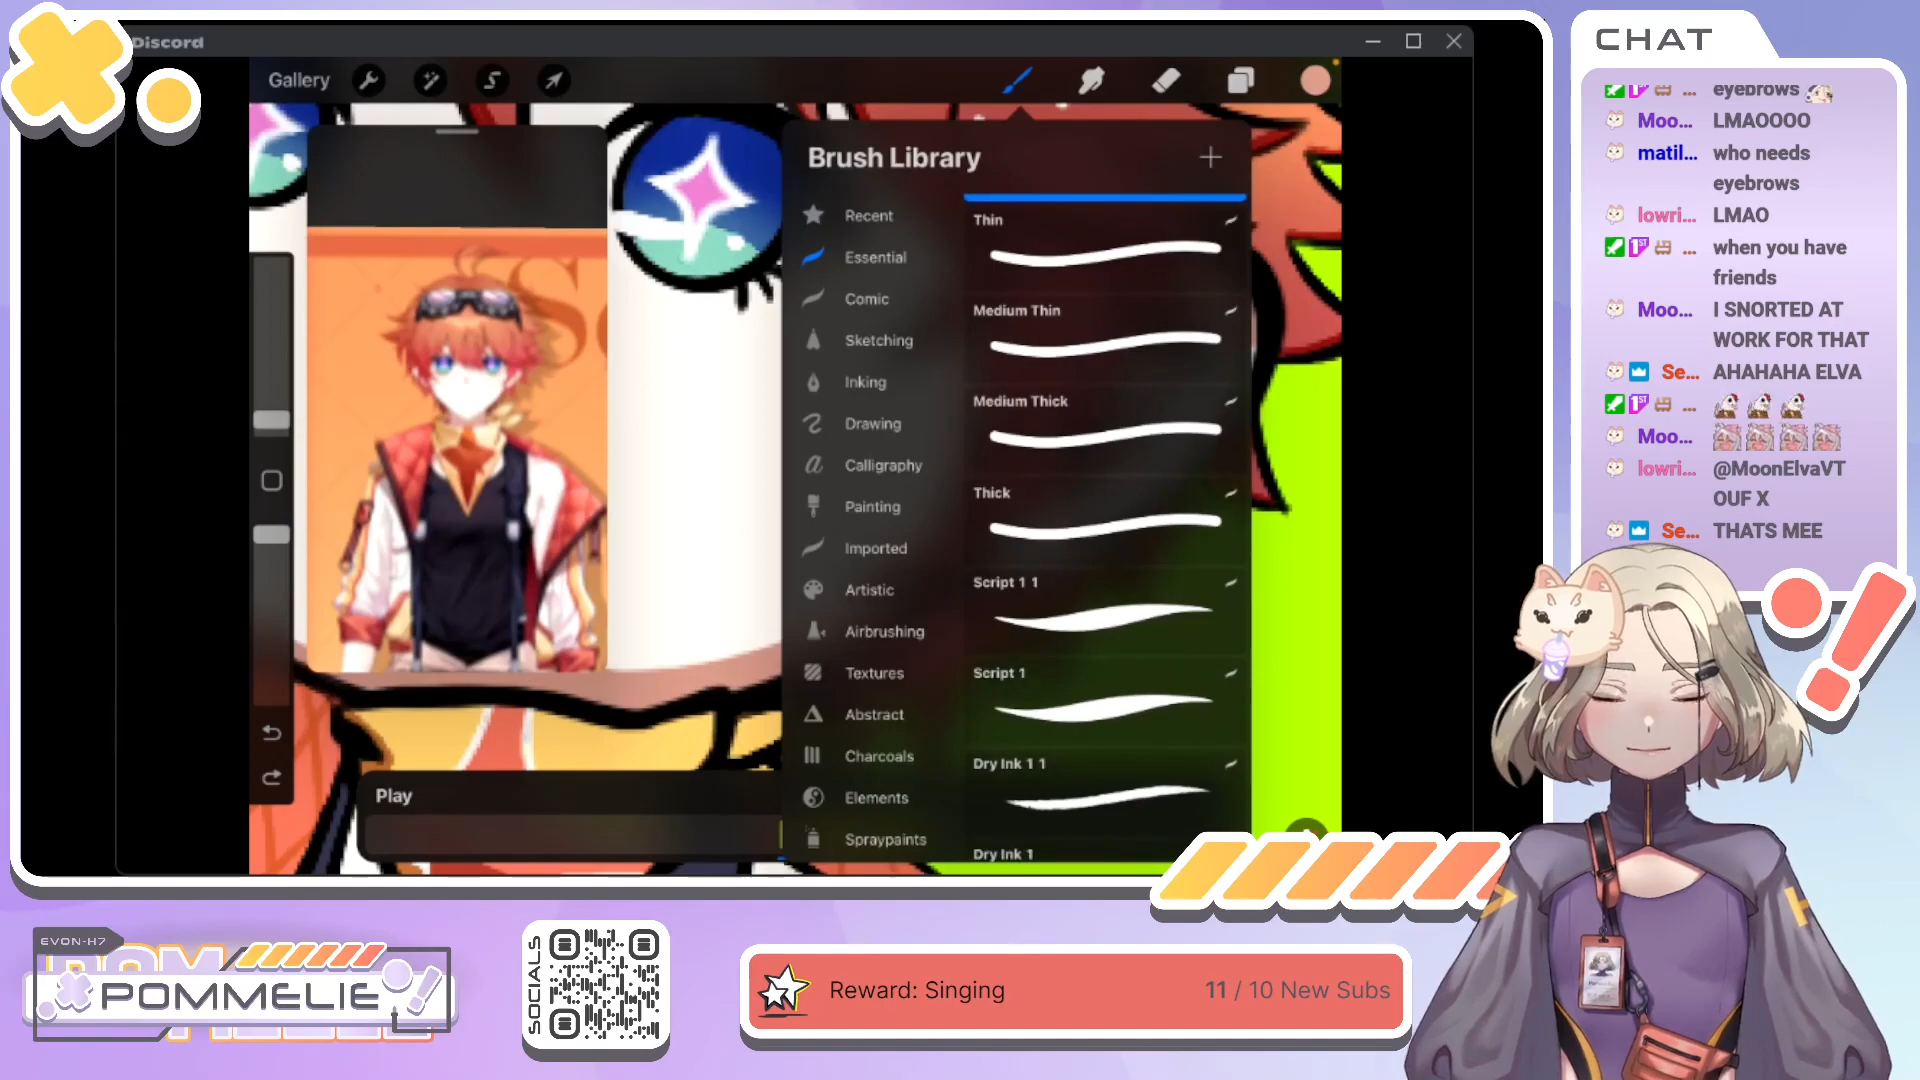 Discord
Gallery
Brush Library
Recent
Essential
Comic
Sketching
Inking
Drawing
Calligraphy
Painting
Imported
Artistic
Airbrushing
Textures
Abstract
Charcoals
Elements
Spraypaints
Thin
Medium Thin
Medium Thick
Thick
Script 1 1
Script 1
Dry Ink 1 1
Dry Ink 1
Play
CHAT
... eyebrows
Moo... LMAOOOO
matil... who needs
eyebrows
lowri... LMAO
... when you have
friends
Moo... I SNORTED AT
WORK FOR THAT
Se... AHAHAHA ELVA
...
Moo...
lowri... @MoonElvaVT
OUF X
Se... THATS MEE
EVON-H7
POMMELIE
SOCIALS
Reward: Singing
11 / 10 New Subs